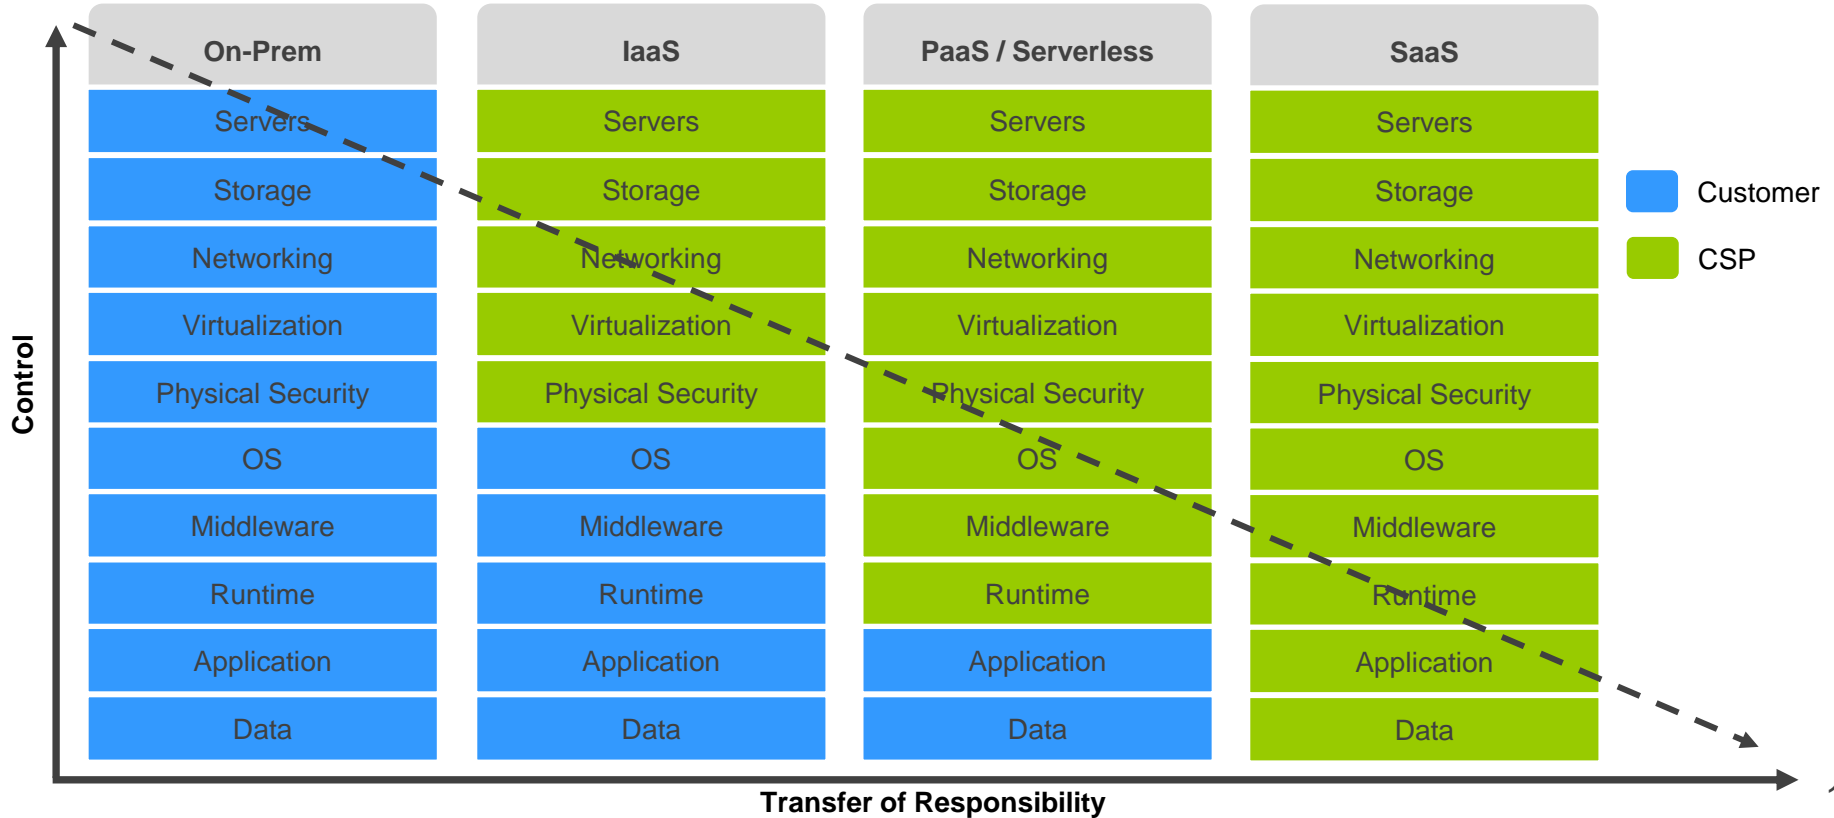 On-Prem
IaaS
PaaS / Serverless
SaaS
Servers
Servers
Servers
Servers
Storage
Storage
Storage
Storage
Customer
Networking
Networking
Networking
Networking
CSP
Virtualization
Virtualization
Virtualization
Virtualization
Physical Security
Physical Security
Physical Security
Physical Security
Control
OS
OS
OS
OS
Middleware
Middleware
Middleware
Middleware
Runtime
Runtime
Runtime
Runtime
Application
Application
Application
Application
Data
Data
Data
Data
Transfer of Responsibility